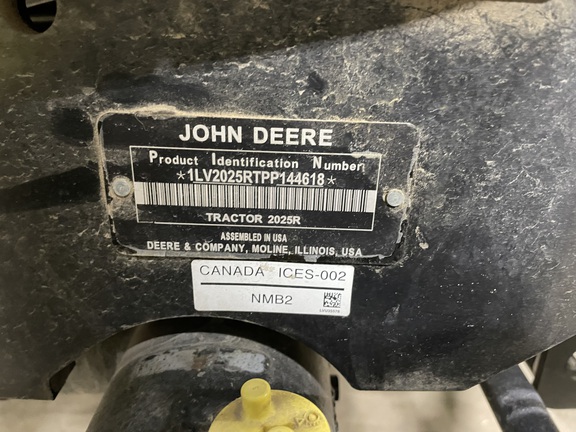 JOHN DEERE
Product Identification Number
*1LV2025RTPP144618*
TRACTOR 2025R
ASSEMBLED IN USA
DEERE & COMPANY, MOLINE, ILLINOIS, USA
CANADA ICES-002
NMB2